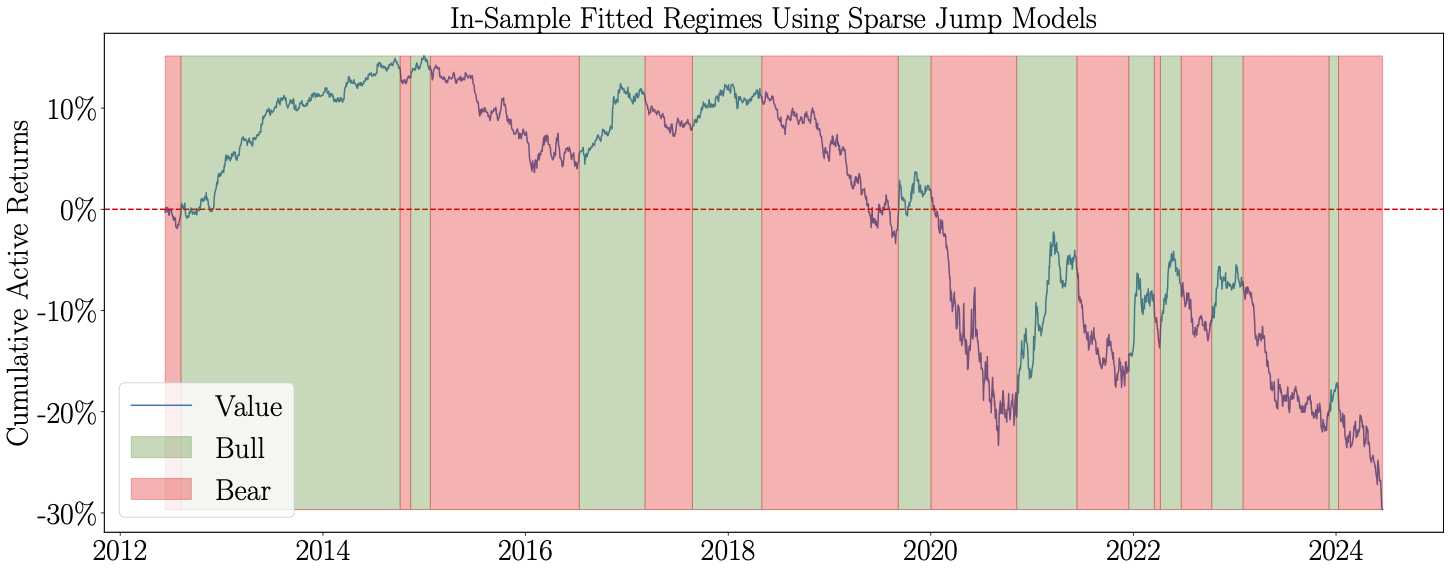 In-Sample Fitted Regimes Using Sparse Jump Models
Cumulative Active Returns
10%
0%
-10%
-20%
-30%
Value
Bull
Bear
2012 2014 2016 2018 2020 2022 2024